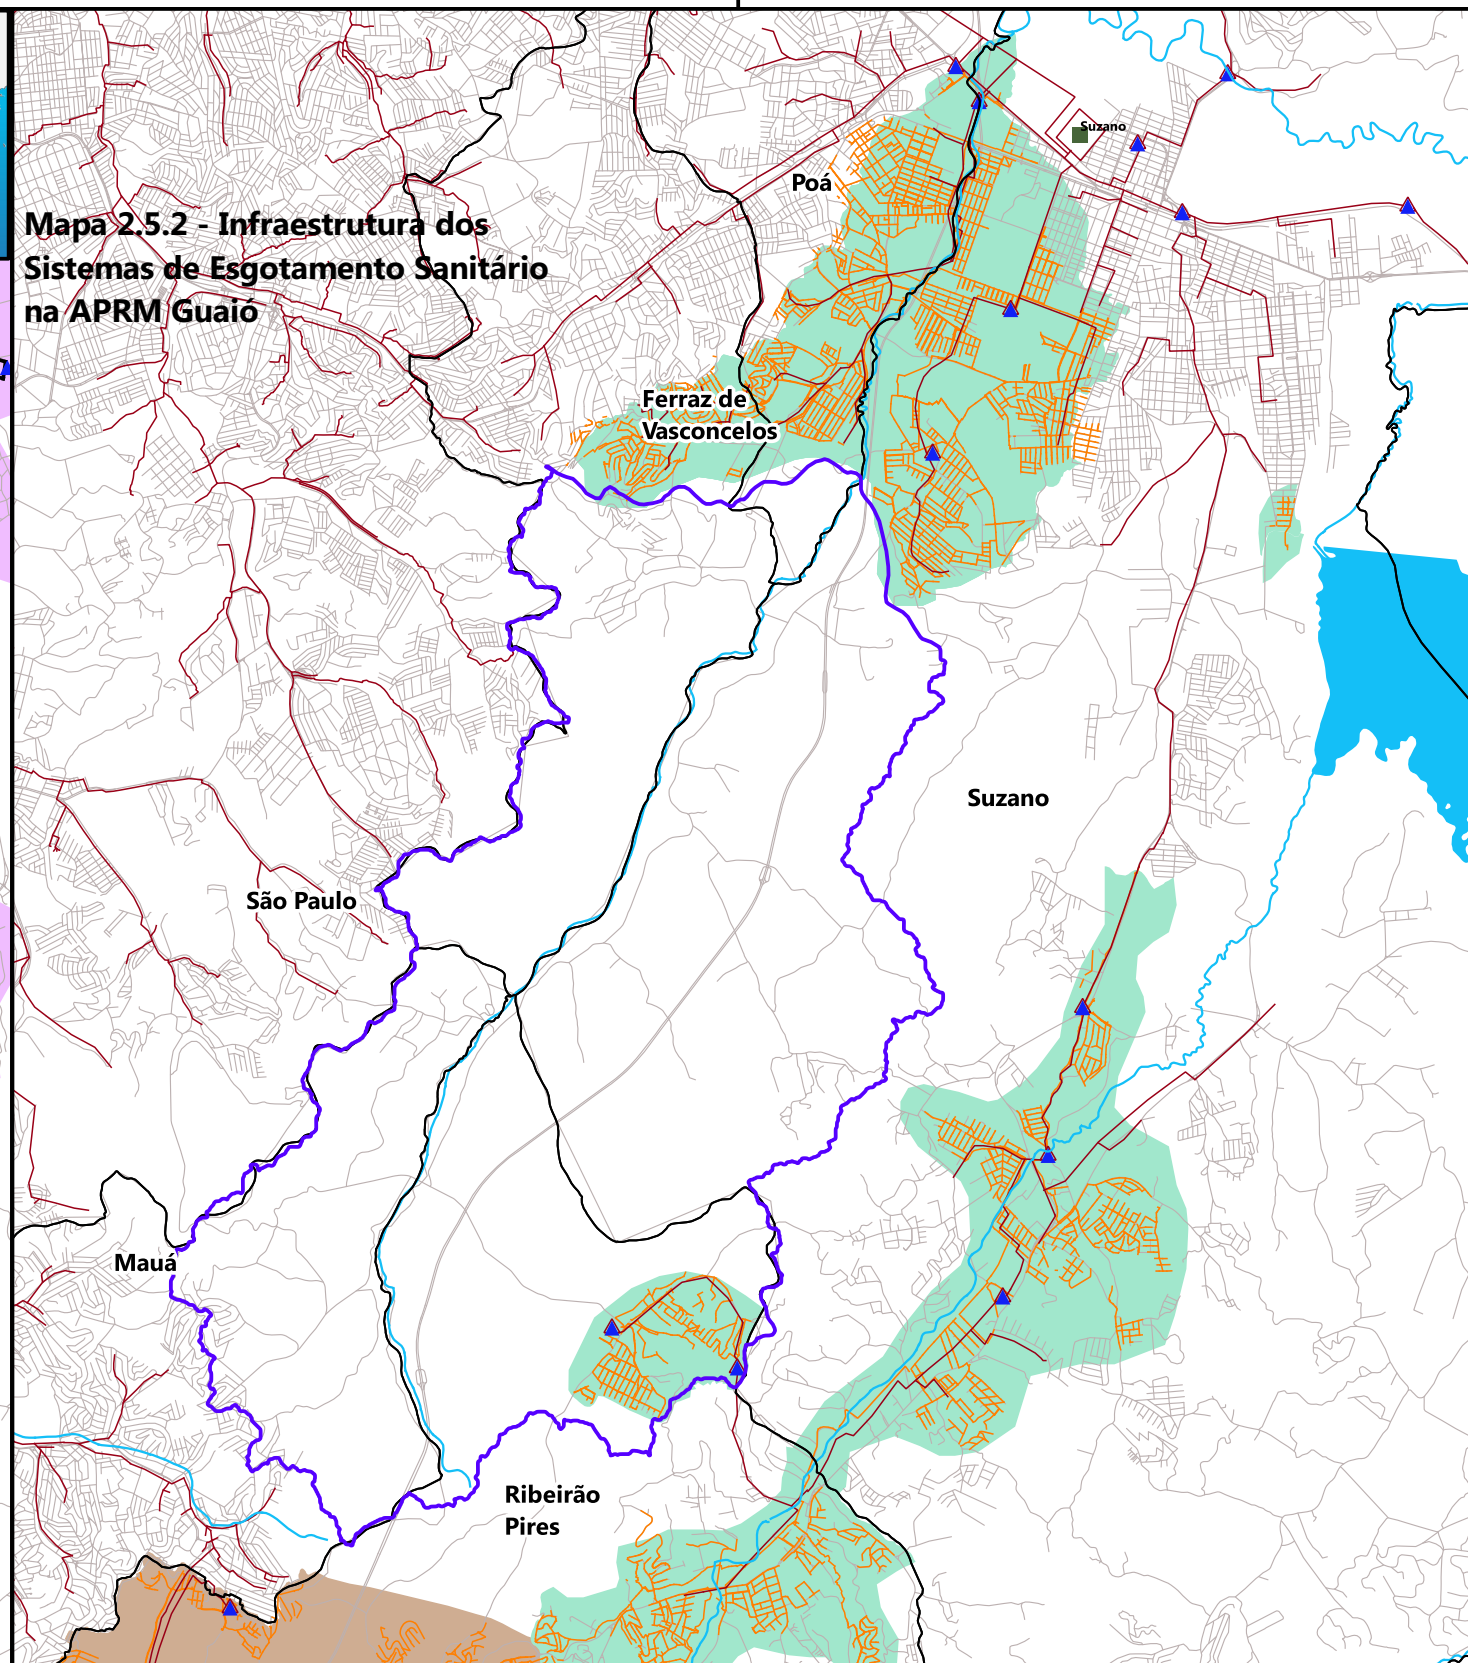 Suzano
Poá
Mapa 2.5.2 - Infraestrutura dos
Sistemas de Esgotamento Sanitário
na APRM Guaió
Ferraz de
Vasconcelos
Suzano
São Paulo
Mauá
Ribeirão
Pires